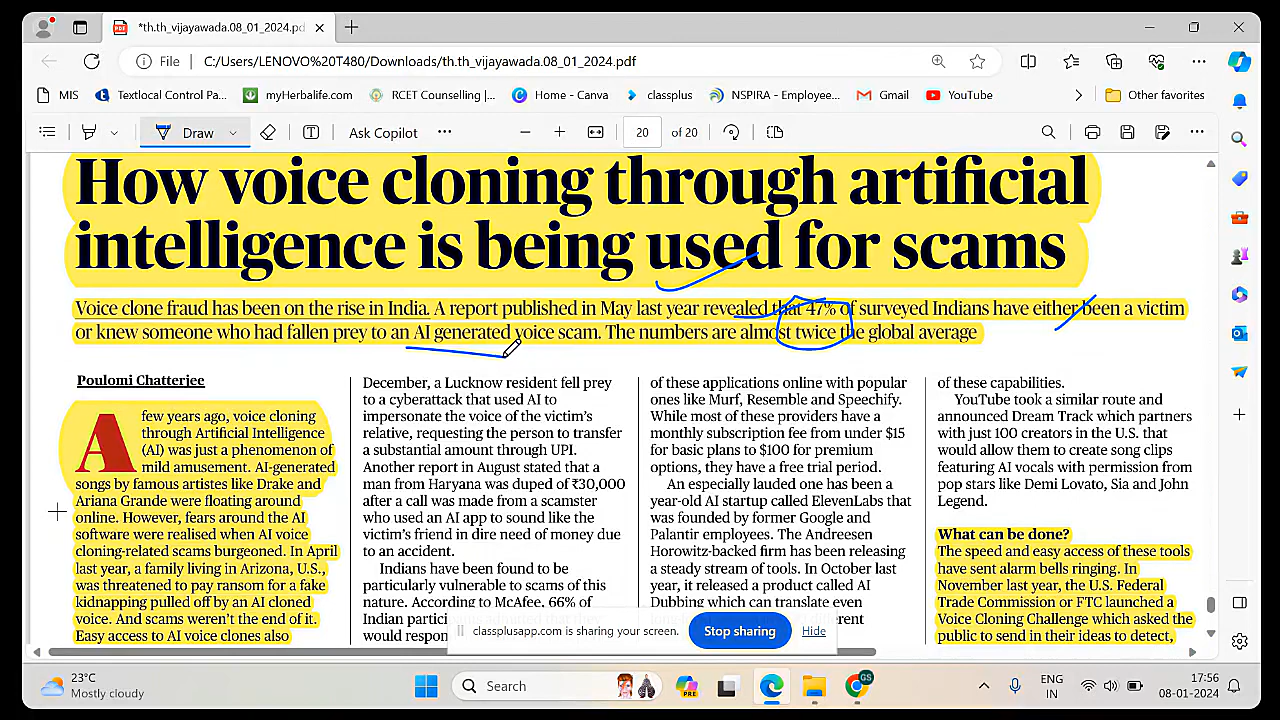 *th.th_vijayawada.08_01_2024.pd
File
C:/Users/LENOVO%20T480/Downloads/th.th_vijayawada.08_01_2024.pdf
MIS
Textlocal Control Pa...
myHerbalife.com
RCET Counselling |...
Home - Canva
classplus
NSPIRA – Employee...
Gmail
YouTube
Other favorites
Draw
Ask Copilot
20
of 20
How voice cloning through artificial
intelligence is being used for scams
Voice clone fraud has been on the rise in India. A report published in May last year revealed that 47% of surveyed Indians have either been a victim
or knew someone who had fallen prey to an AI generated voice scam. The numbers are almost twice the global average
Poulomi Chatterjee
A few years ago, voice cloning
through Artificial Intelligence
(AI) was just a phenomenon of
mild amusement. AI-generated
songs by famous artistes like Drake and
Ariana Grande were floating around
online. However, fears around the AI
software were realised when AI voice
cloning-related scams burgeoned. In April
last year, a family living in Arizona, U.S.,
was threatened to pay ransom for a fake
kidnapping pulled off by an AI cloned
voice. And scams weren't the end of it.
Easy access to AI voice clones also
December, a Lucknow resident fell prey
to a cyberattack that used AI to
impersonate the voice of the victim's
relative, requesting the person to transfer
a substantial amount through UPI.
Another report in August stated that a
man from Haryana was duped of ₹30,000
after a call was made from a scamster
who used an AI app to sound like the
victim's friend in dire need of money due
to an accident.
Indians have been found to be
particularly vulnerable to scams of this
nature. According to McAfee, 66% of
Indian partici
would respon
of these applications online with popular
ones like Murf, Resemble and Speechify.
While most of these providers have a
monthly subscription fee from under $15
for basic plans to $100 for premium
options, they have a free trial period.
An especially lauded one has been a
year-old AI startup called ElevenLabs that
was founded by former Google and
Palantir employees. The Andreesen
Horowitz-backed firm has been releasing
a steady stream of tools. In October last
year, it released a product called AI
Dubbing which can translate even
erent
of these capabilities.
YouTube took a similar route and
announced Dream Track which partners
with just 100 creators in the U.S. that
would allow them to create song clips
featuring AI vocals with permission from
pop stars like Demi Lovato, Sia and John
Legend.
What can be done?
The speed and easy access of these tools
have sent alarm bells ringing. In
November last year, the U.S. Federal
Trade Commission or FTC launched a
Voice Cloning Challenge which asked the
public to send in their ideas to detect,
classplusapp.com is sharing your screen.
Stop sharing
Hide
23°C
Mostly cloudy
Search
PRE
GS
ENG
IN
17:56
08-01-2024